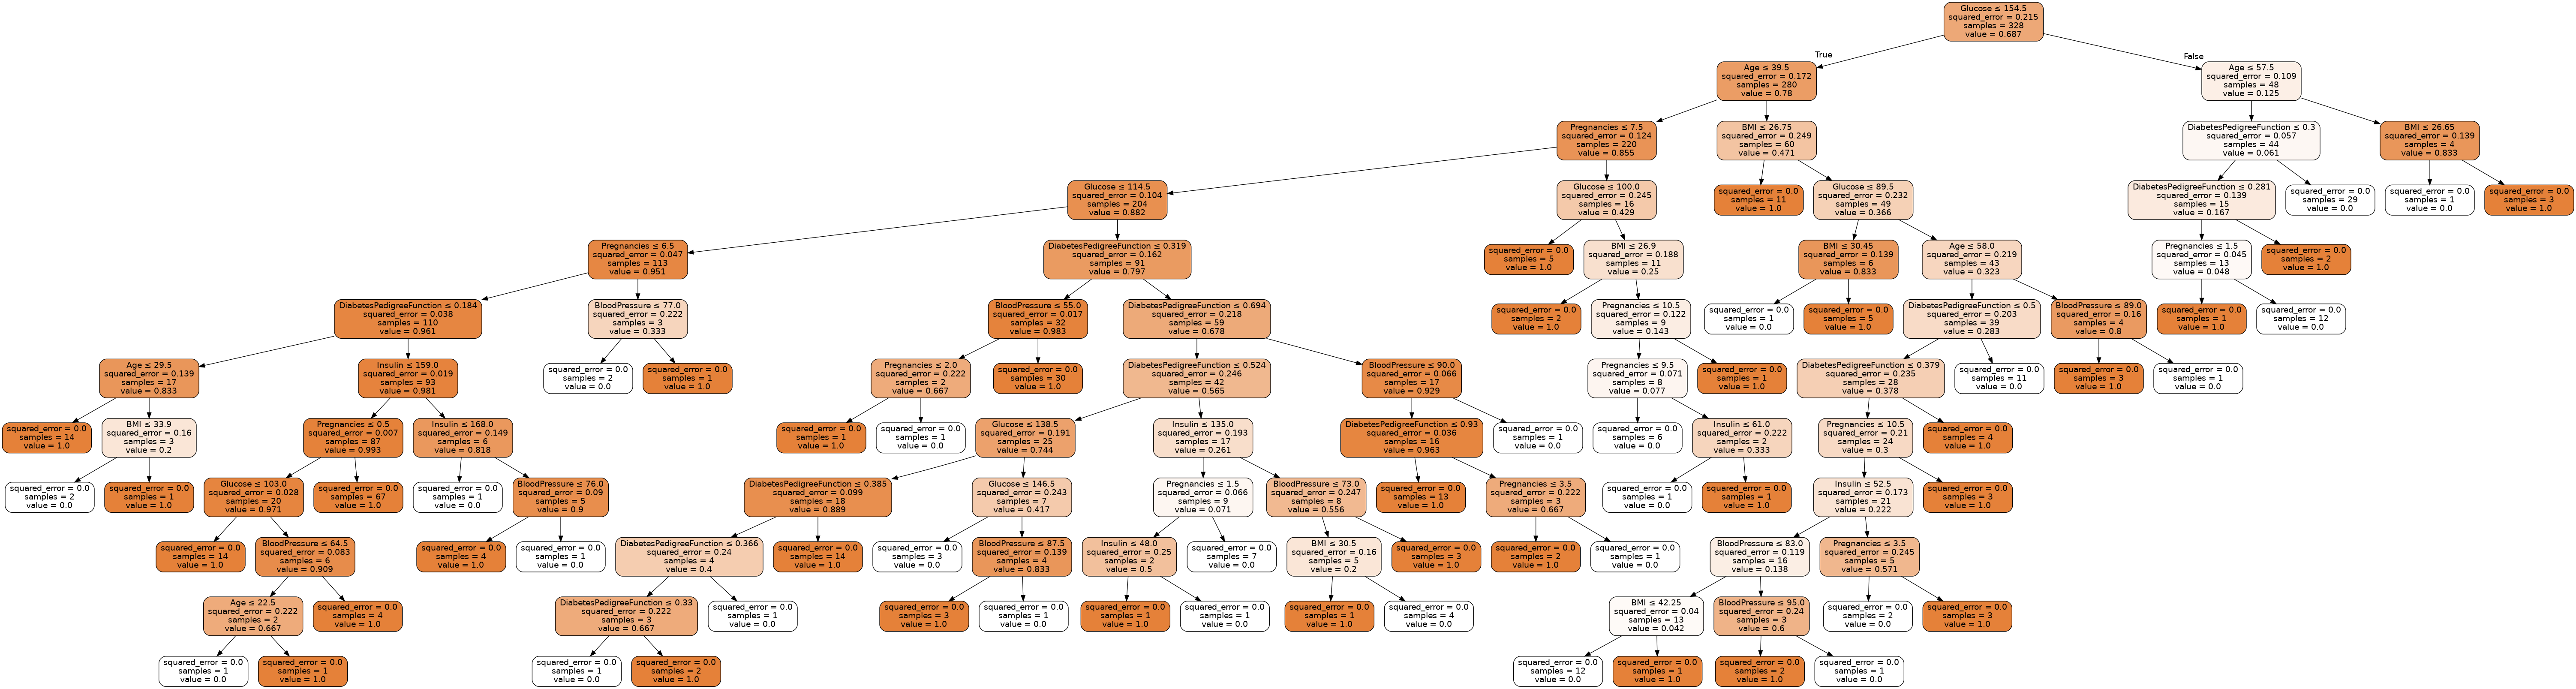 Glucose ≤ 154.5
squared_error = 0.215
samples = 328
value = 0.687
True
False
Age ≤ 39.5
squared_error = 0.172
samples = 280
value = 0.78
Age ≤ 57.5
squared_error = 0.109
samples = 48
value = 0.125
Pregnancies ≤ 7.5
squared_error = 0.124
samples = 220
value = 0.855
BMI ≤ 26.75
squared_error = 0.249
samples = 60
value = 0.471
DiabetesPedigreeFunction ≤ 0.3
squared_error = 0.057
samples = 44
value = 0.061
BMI ≤ 26.65
squared_error = 0.139
samples = 4
value = 0.833
Glucose ≤ 114.5
squared_error = 0.104
samples = 204
value = 0.882
Glucose ≤ 100.0
squared_error = 0.245
samples = 16
value = 0.429
squared_error = 0.0
samples = 11
value = 1.0
Glucose ≤ 89.5
squared_error = 0.232
samples = 49
value = 0.366
DiabetesPedigreeFunction ≤ 0.281
squared_error = 0.139
samples = 15
value = 0.167
squared_error = 0.0
samples = 29
value = 0.0
squared_error = 0.0
samples = 1
value = 0.0
squared_error = 0.0
samples = 3
value = 1.0
Pregnancies ≤ 6.5
squared_error = 0.047
samples = 113
value = 0.951
DiabetesPedigreeFunction ≤ 0.319
squared_error = 0.162
samples = 91
value = 0.797
squared_error = 0.0
samples = 5
value = 1.0
BMI ≤ 26.9
squared_error = 0.188
samples = 11
value = 0.25
BMI ≤ 30.45
squared_error = 0.139
samples = 6
value = 0.833
Age ≤ 58.0
squared_error = 0.219
samples = 43
value = 0.323
Pregnancies ≤ 1.5
squared_error = 0.045
samples = 13
value = 0.048
squared_error = 0.0
samples = 2
value = 1.0
DiabetesPedigreeFunction ≤ 0.184
squared_error = 0.038
samples = 110
value = 0.961
BloodPressure ≤ 77.0
squared_error = 0.222
samples = 3
value = 0.333
BloodPressure ≤ 55.0
squared_error = 0.017
samples = 32
value = 0.983
DiabetesPedigreeFunction ≤ 0.694
squared_error = 0.218
samples = 59
value = 0.678
squared_error = 0.0
samples = 2
value = 1.0
Pregnancies ≤ 10.5
squared_error = 0.122
samples = 9
value = 0.143
squared_error = 0.0
samples = 1
value = 0.0
squared_error = 0.0
samples = 5
value = 1.0
DiabetesPedigreeFunction ≤ 0.5
squared_error = 0.203
samples = 39
value = 0.283
BloodPressure ≤ 89.0
squared_error = 0.16
samples = 4
value = 0.8
squared_error = 0.0
samples = 1
value = 1.0
squared_error = 0.0
samples = 12
value = 0.0
Age ≤ 29.5
squared_error = 0.139
samples = 17
value = 0.833
Insulin ≤ 159.0
squared_error = 0.019
samples = 93
value = 0.981
squared_error = 0.0
samples = 2
value = 0.0
squared_error = 0.0
samples = 1
value = 1.0
Pregnancies ≤ 2.0
squared_error = 0.222
samples = 2
value = 0.667
squared_error = 0.0
samples = 30
value = 1.0
DiabetesPedigreeFunction ≤ 0.524
squared_error = 0.246
samples = 42
value = 0.565
BloodPressure ≤ 90.0
squared_error = 0.066
samples = 17
value = 0.929
Pregnancies ≤ 9.5
squared_error = 0.071
samples = 8
value = 0.077
squared_error = 0.0
samples = 1
value = 1.0
DiabetesPedigreeFunction ≤ 0.379
squared_error = 0.235
samples = 28
value = 0.378
squared_error = 0.0
samples = 11
value = 0.0
squared_error = 0.0
samples = 3
value = 1.0
squared_error = 0.0
samples = 1
value = 0.0
squared_error = 0.0
samples = 14
value = 1.0
BMI ≤ 33.9
squared_error = 0.16
samples = 3
value = 0.2
Pregnancies ≤ 0.5
squared_error = 0.007
samples = 87
value = 0.993
Insulin ≤ 168.0
squared_error = 0.149
samples = 6
value = 0.818
squared_error = 0.0
samples = 1
value = 1.0
squared_error = 0.0
samples = 1
value = 0.0
Glucose ≤ 138.5
squared_error = 0.191
samples = 25
value = 0.744
Insulin ≤ 135.0
squared_error = 0.193
samples = 17
value = 0.261
DiabetesPedigreeFunction ≤ 0.93
squared_error = 0.036
samples = 16
value = 0.963
squared_error = 0.0
samples = 1
value = 0.0
squared_error = 0.0
samples = 6
value = 0.0
Insulin ≤ 61.0
squared_error = 0.222
samples = 2
value = 0.333
Pregnancies ≤ 10.5
squared_error = 0.21
samples = 24
value = 0.3
squared_error = 0.0
samples = 4
value = 1.0
squared_error = 0.0
samples = 2
value = 0.0
squared_error = 0.0
samples = 1
value = 1.0
Glucose ≤ 103.0
squared_error = 0.028
samples = 20
value = 0.971
squared_error = 0.0
samples = 67
value = 1.0
squared_error = 0.0
samples = 1
value = 0.0
BloodPressure ≤ 76.0
squared_error = 0.09
samples = 5
value = 0.9
DiabetesPedigreeFunction ≤ 0.385
squared_error = 0.099
samples = 18
value = 0.889
Glucose ≤ 146.5
squared_error = 0.243
samples = 7
value = 0.417
Pregnancies ≤ 1.5
squared_error = 0.066
samples = 9
value = 0.071
BloodPressure ≤ 73.0
squared_error = 0.247
samples = 8
value = 0.556
squared_error = 0.0
samples = 13
value = 1.0
Pregnancies ≤ 3.5
squared_error = 0.222
samples = 3
value = 0.667
squared_error = 0.0
samples = 1
value = 0.0
squared_error = 0.0
samples = 1
value = 1.0
Insulin ≤ 52.5
squared_error = 0.173
samples = 21
value = 0.222
squared_error = 0.0
samples = 3
value = 1.0
squared_error = 0.0
samples = 14
value = 1.0
BloodPressure ≤ 64.5
squared_error = 0.083
samples = 6
value = 0.909
squared_error = 0.0
samples = 4
value = 1.0
squared_error = 0.0
samples = 1
value = 0.0
DiabetesPedigreeFunction ≤ 0.366
squared_error = 0.24
samples = 4
value = 0.4
squared_error = 0.0
samples = 14
value = 1.0
squared_error = 0.0
samples = 3
value = 0.0
BloodPressure ≤ 87.5
squared_error = 0.139
samples = 4
value = 0.833
Insulin ≤ 48.0
squared_error = 0.25
samples = 2
value = 0.5
squared_error = 0.0
samples = 7
value = 0.0
BMI ≤ 30.5
squared_error = 0.16
samples = 5
value = 0.2
squared_error = 0.0
samples = 3
value = 1.0
squared_error = 0.0
samples = 2
value = 1.0
squared_error = 0.0
samples = 1
value = 0.0
BloodPressure ≤ 83.0
squared_error = 0.119
samples = 16
value = 0.138
Pregnancies ≤ 3.5
squared_error = 0.245
samples = 5
value = 0.571
Age ≤ 22.5
squared_error = 0.222
samples = 2
value = 0.667
squared_error = 0.0
samples = 4
value = 1.0
DiabetesPedigreeFunction ≤ 0.33
squared_error = 0.222
samples = 3
value = 0.667
squared_error = 0.0
samples = 1
value = 0.0
squared_error = 0.0
samples = 3
value = 1.0
squared_error = 0.0
samples = 1
value = 0.0
squared_error = 0.0
samples = 1
value = 1.0
squared_error = 0.0
samples = 1
value = 0.0
squared_error = 0.0
samples = 1
value = 1.0
squared_error = 0.0
samples = 4
value = 0.0
BMI ≤ 42.25
squared_error = 0.04
samples = 13
value = 0.042
BloodPressure ≤ 95.0
squared_error = 0.24
samples = 3
value = 0.6
squared_error = 0.0
samples = 2
value = 0.0
squared_error = 0.0
samples = 3
value = 1.0
squared_error = 0.0
samples = 1
value = 0.0
squared_error = 0.0
samples = 1
value = 1.0
squared_error = 0.0
samples = 1
value = 0.0
squared_error = 0.0
samples = 2
value = 1.0
squared_error = 0.0
samples = 12
value = 0.0
squared_error = 0.0
samples = 1
value = 1.0
squared_error = 0.0
samples = 2
value = 1.0
squared_error = 0.0
samples = 1
value = 0.0